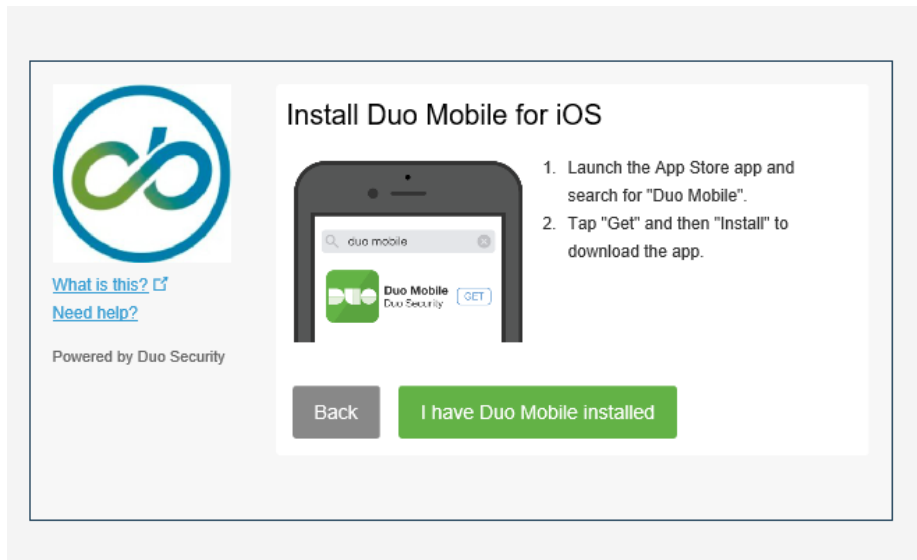 What is this?
Need help?
Powered by Duo Security
Install Duo Mobile for iOS
duo mobile
DUO
Duo Mobile
Duo Security
GET
1. Launch the App Store app and
search for "Duo Mobile".
2. Tap "Get" and then "Install" to
download the app.
Back
I have Duo Mobile installed